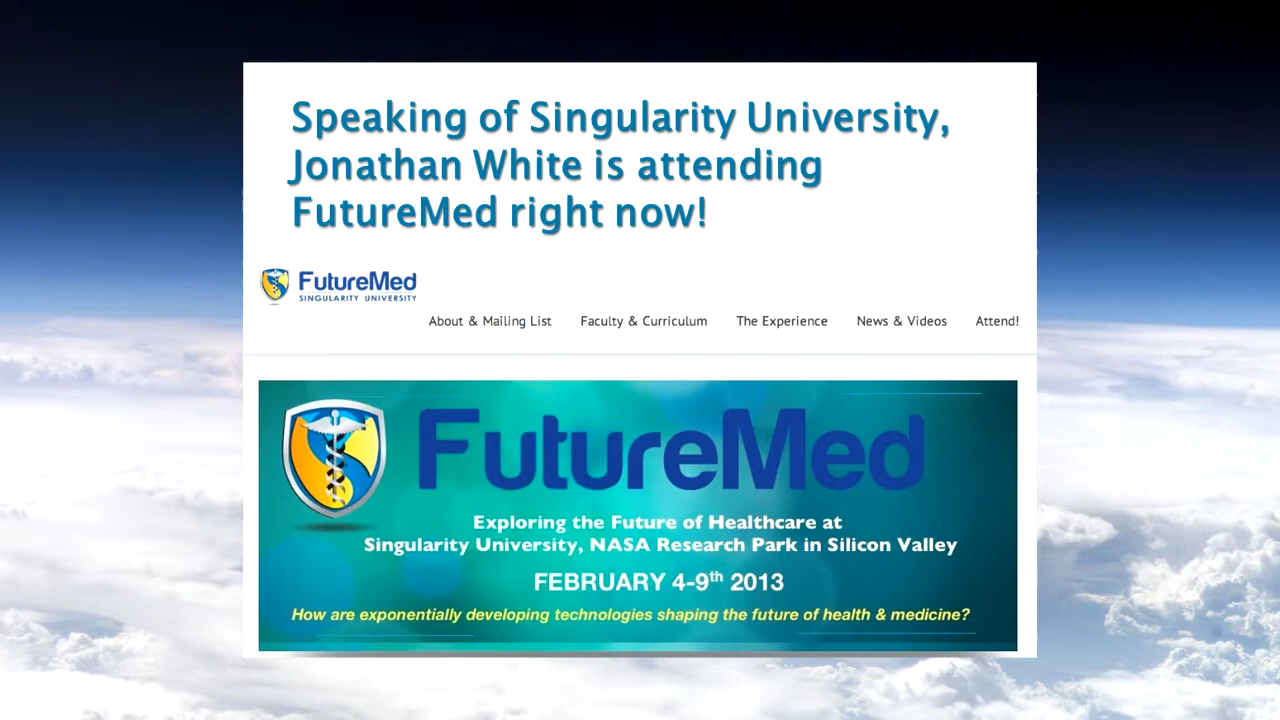 Speaking of Singularity University,
Jonathan White is attending
FutureMed right now!
FutureMed
SINGULARITY UNIVERSITY
About & Mailing List Faculty & Curriculum The Experience News & Videos Attend!
FutureMed
Exploring the Future of Healthcare at
Singularity University, NASA Research Park in Silicon Valley
FEBRUARY 4-9th 2013
How are exponentially developing technologies shaping the future of health & medicine?